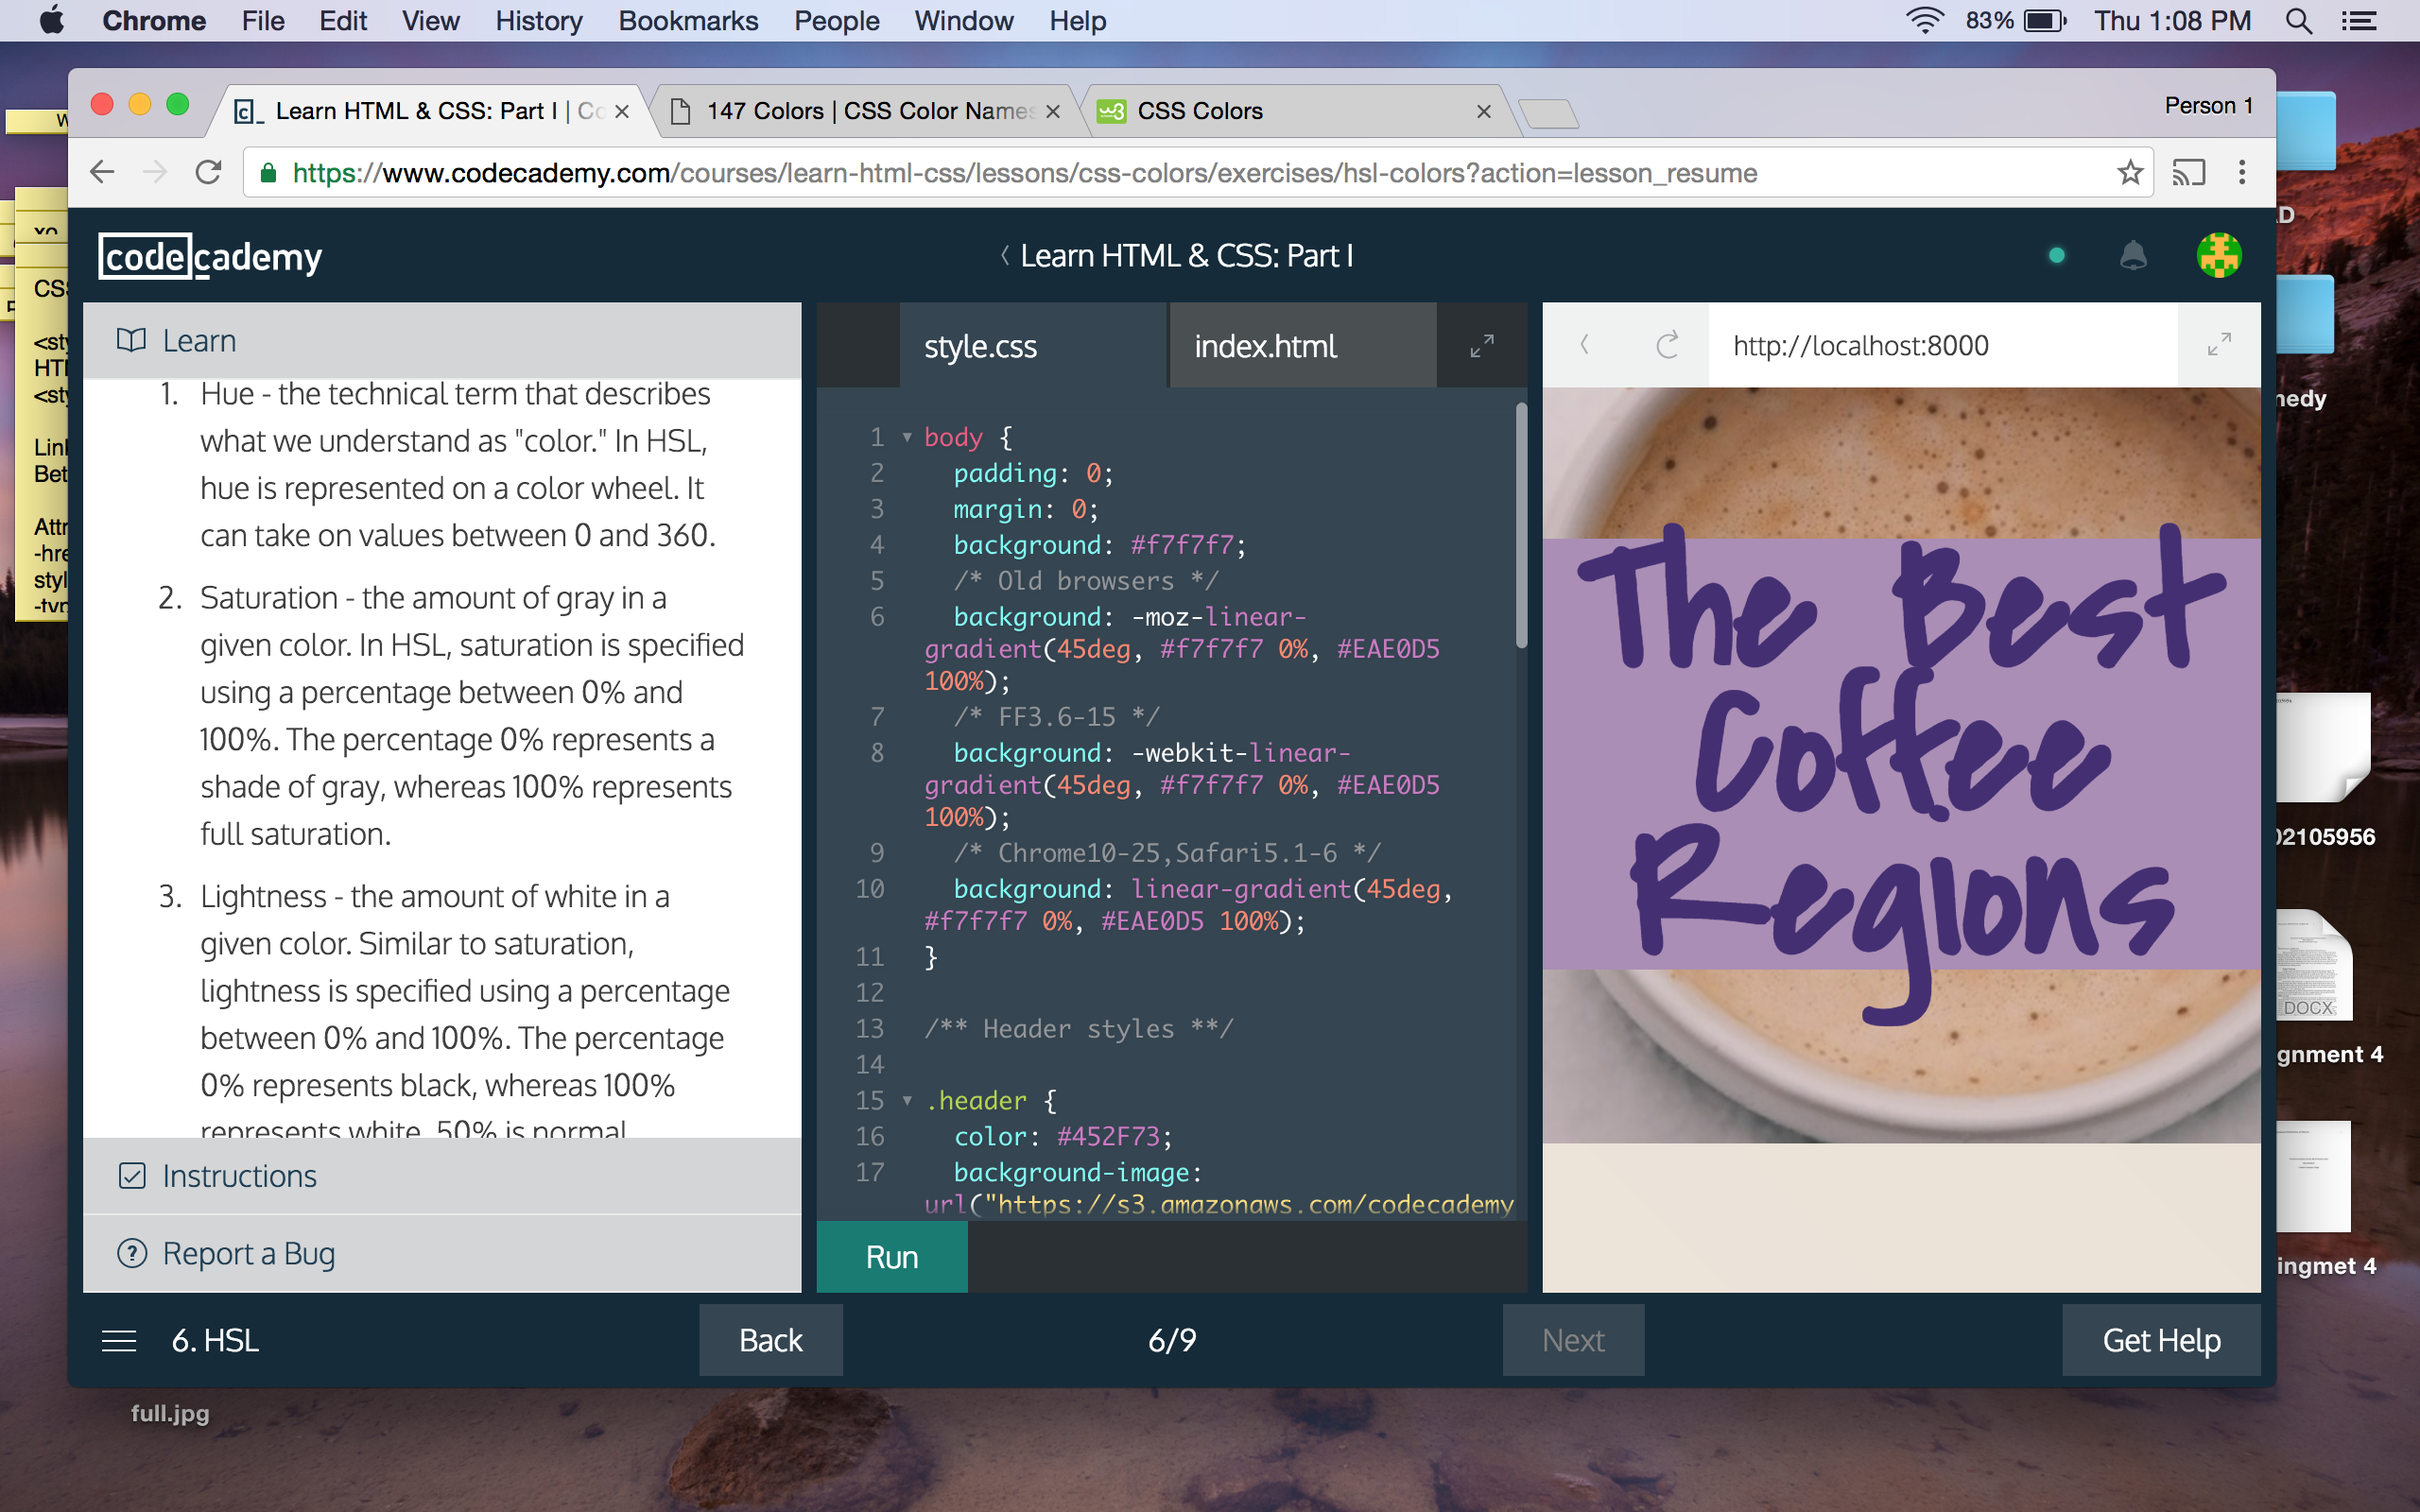 Chrome File Edit View History Bookmarks People Window Help 83% Thu 1:08 PM
Learn HTML & CSS: Part I | Co
147 Colors | CSS Color Names
CSS Colors
Person 1
https://www.codecademy.com/courses/learn-html-css/lessons/css-colors/exercises/hsl-colors?action=lesson_resume
codecademy
Learn HTML & CSS: Part I
Learn
1. Hue - the technical term that describes
what we understand as "color." In HSL,
hue is represented on a color wheel. It
can take on values between 0 and 360.
2. Saturation - the amount of gray in a
given color. In HSL, saturation is specified
using a percentage between 0% and
100%. The percentage 0% represents a
shade of gray, whereas 100% represents
full saturation.
3. Lightness - the amount of white in a
given color. Similar to saturation,
lightness is specified using a percentage
between 0% and 100%. The percentage
0% represents black, whereas 100%
represents white. 50% is normal
Instructions
Report a Bug
style.css
index.html
1 body {
2 padding: 0;
3 margin: 0;
4 background: #f7f7f7;
5 /* Old browsers */
6 background: -moz-linear-
gradient(45deg, #f7f7f7 0%, #EAE0D5
100%);
7 /* FF3.6-15 */
8 background: -webkit-linear-
gradient(45deg, #f7f7f7 0%, #EAE0D5
100%);
9 /* Chrome10-25,Safari5.1-6 */
10 background: linear-gradient(45deg,
#f7f7f7 0%, #EAE0D5 100%);
11 }
12
13 /** Header styles **/
14
15 .header {
16 color: #452F73;
17 background-image:
url("https://s3.amazonaws.com/codecademy
Run
http://localhost:8000
The Best
Coffee
Regions
6. HSL
Back
6/9
Next
Get Help
CSS
<sty
HTI
<sty
Linl
Bet
Attr
-hre
styl
-typ
xo
D
nedy
02105956
DOCX
gnment 4
ingmet 4
full.jpg